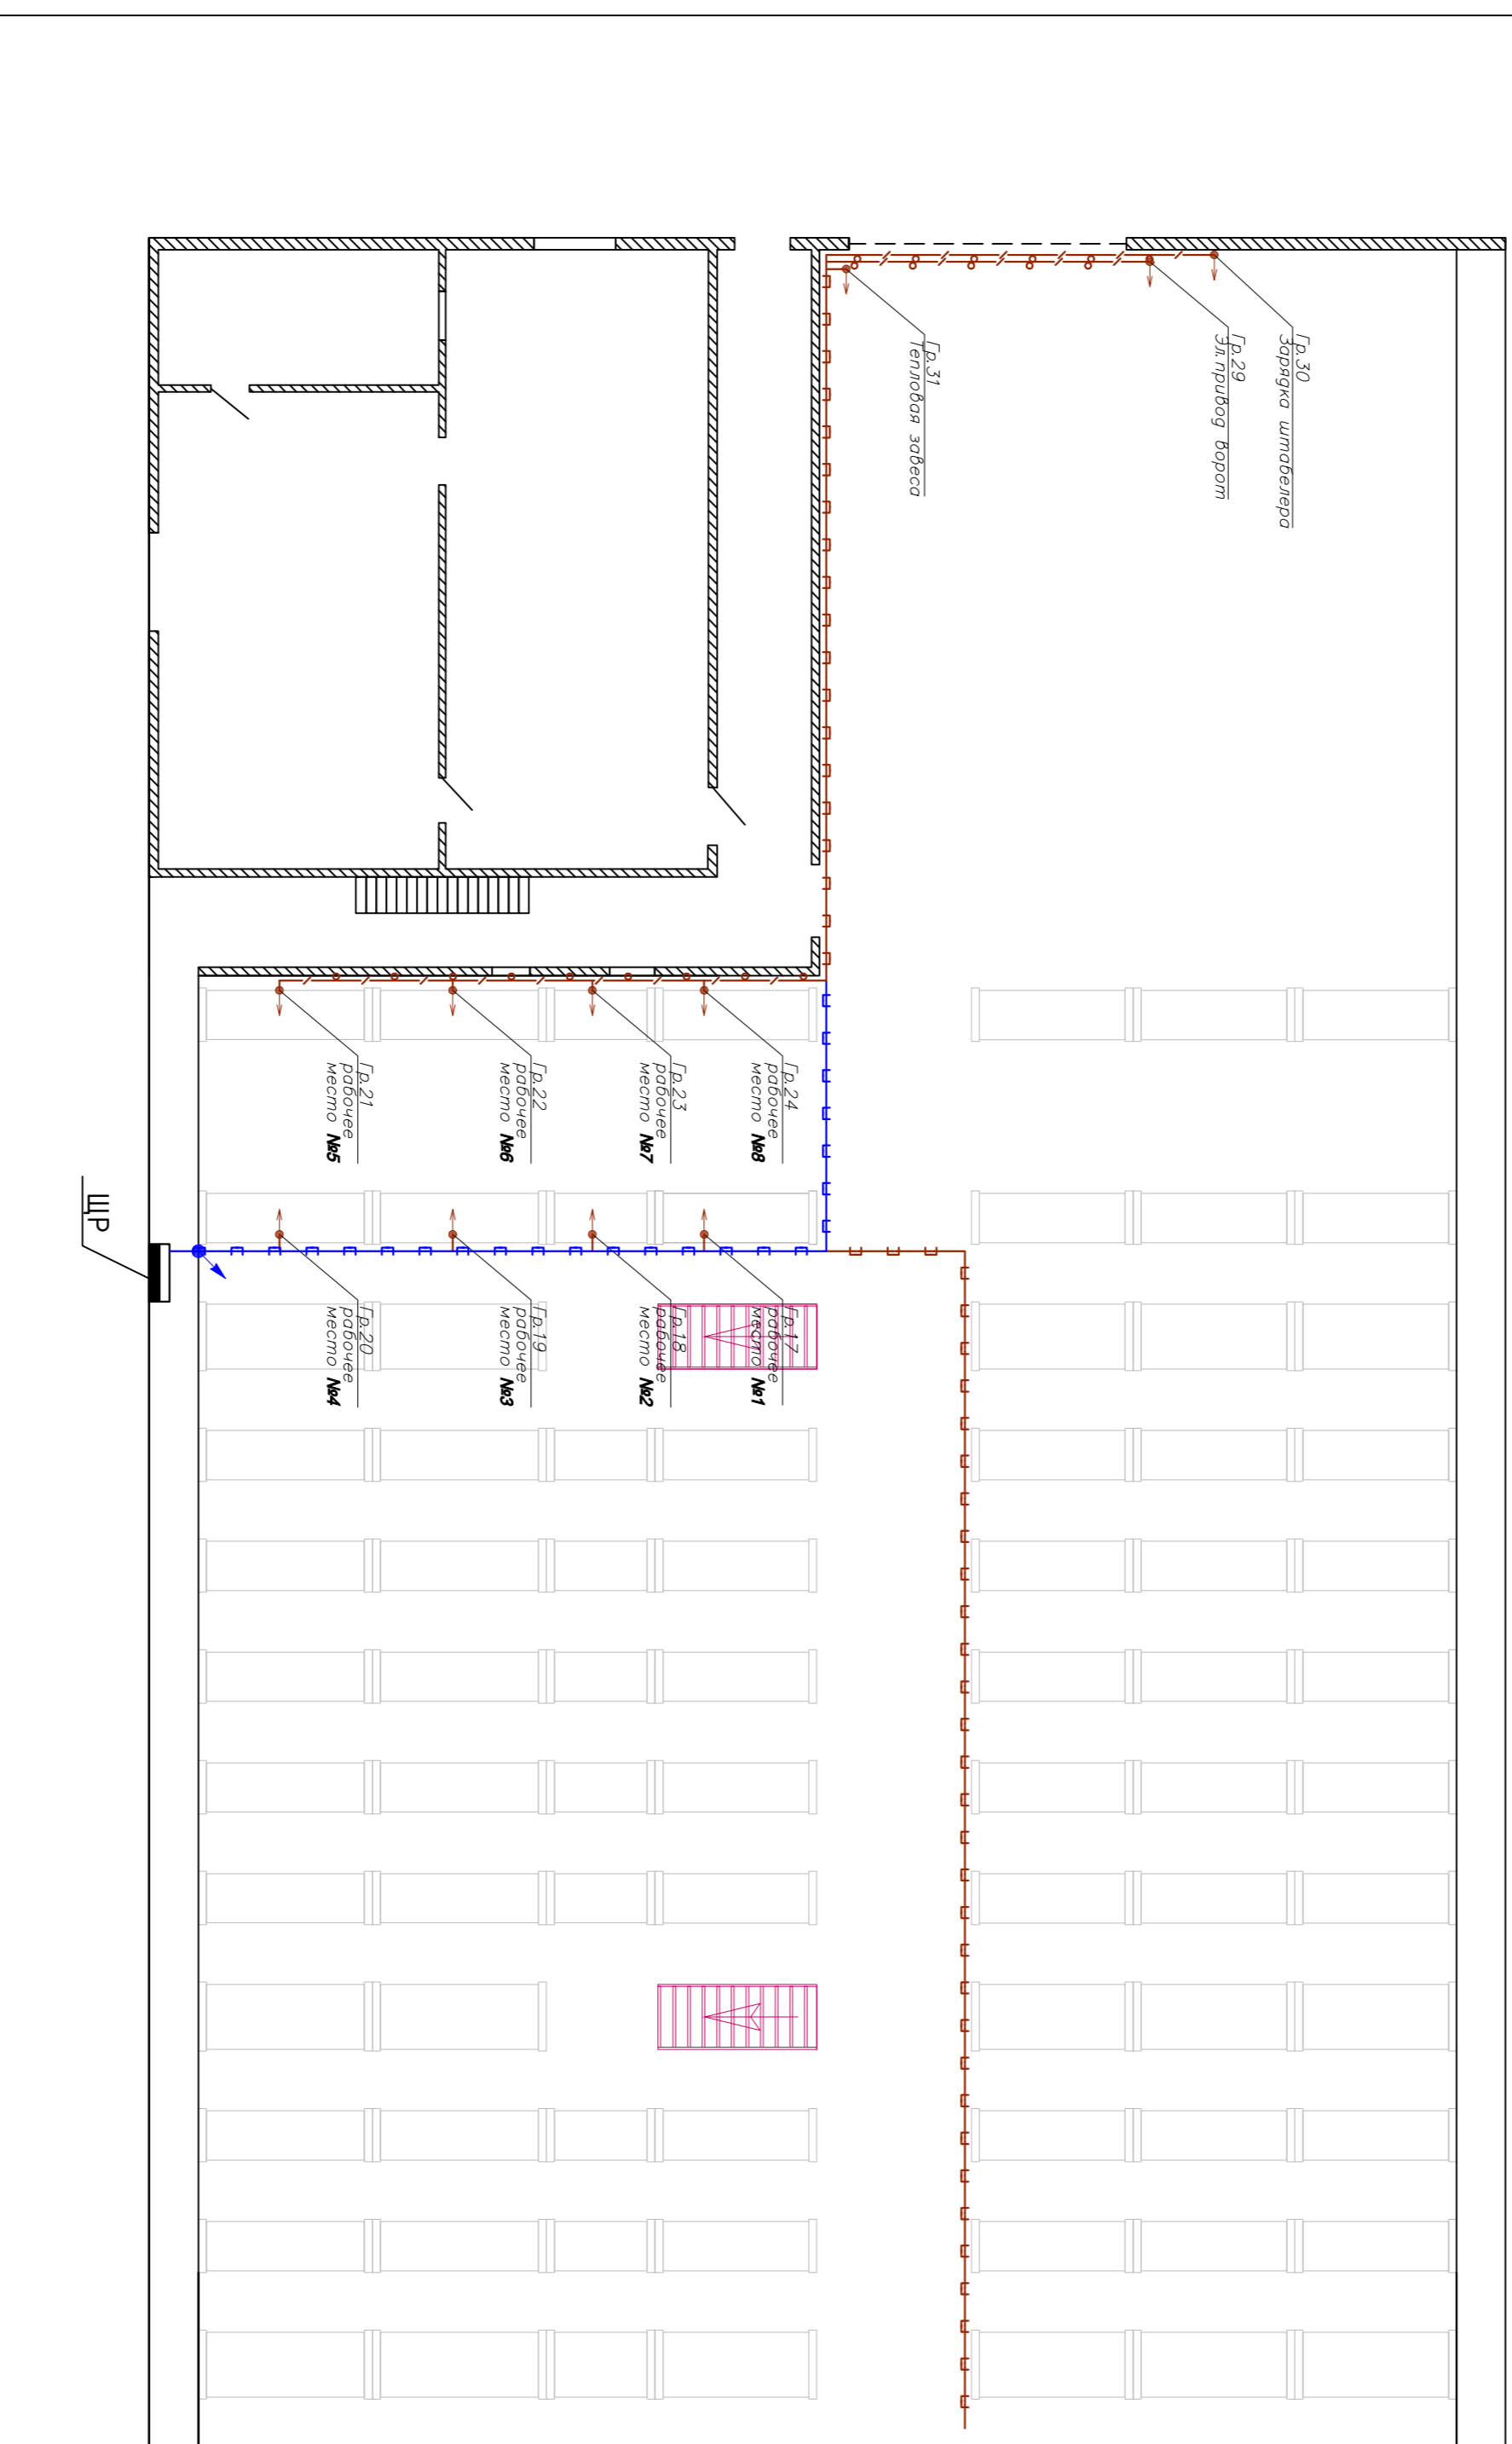 Гр.30
Зарядка штабелера
Гр.29
Эл.привод ворот
Гр.31
Тепловая завеса
Гр.24
рабочее
место №8
Гр.23
рабочее
место №7
Гр.22
рабочее
место №6
Гр.21
рабочее
место №5
Гр.17
рабочее
место №1
Гр.18
рабочее
место №2
Гр.19
рабочее
место №3
Гр.20
рабочее
место №4
ЩР